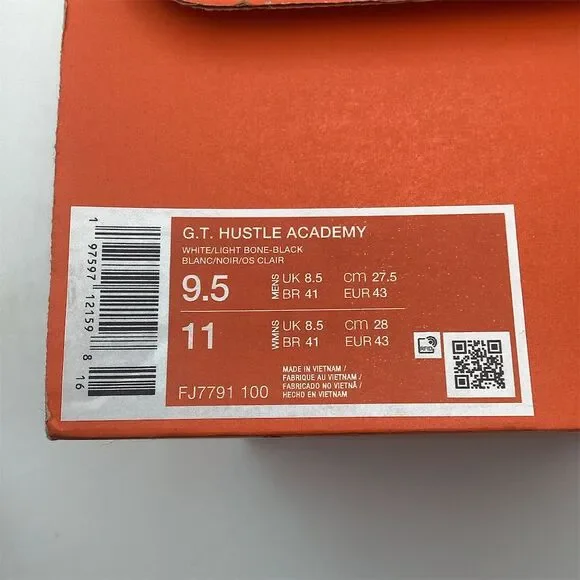 G.T. HUSTLE ACADEMY
WHITE/LIGHT BONE-BLACK
BLANC/NOIR/OS CLAIR
9.5 MENS UK 8.5 CM 27.5
BR 41 EUR 43
11 WMNS UK 8.5 CM 28
BR 41 EUR 43
RFID
FJ7791 100
MADE IN VIETNAM /
FABRIQUE AU VIETNAM /
FABRICADO NO VIETNÃ /
HECHO EN VIETNAM
1 97597 12159 8 16